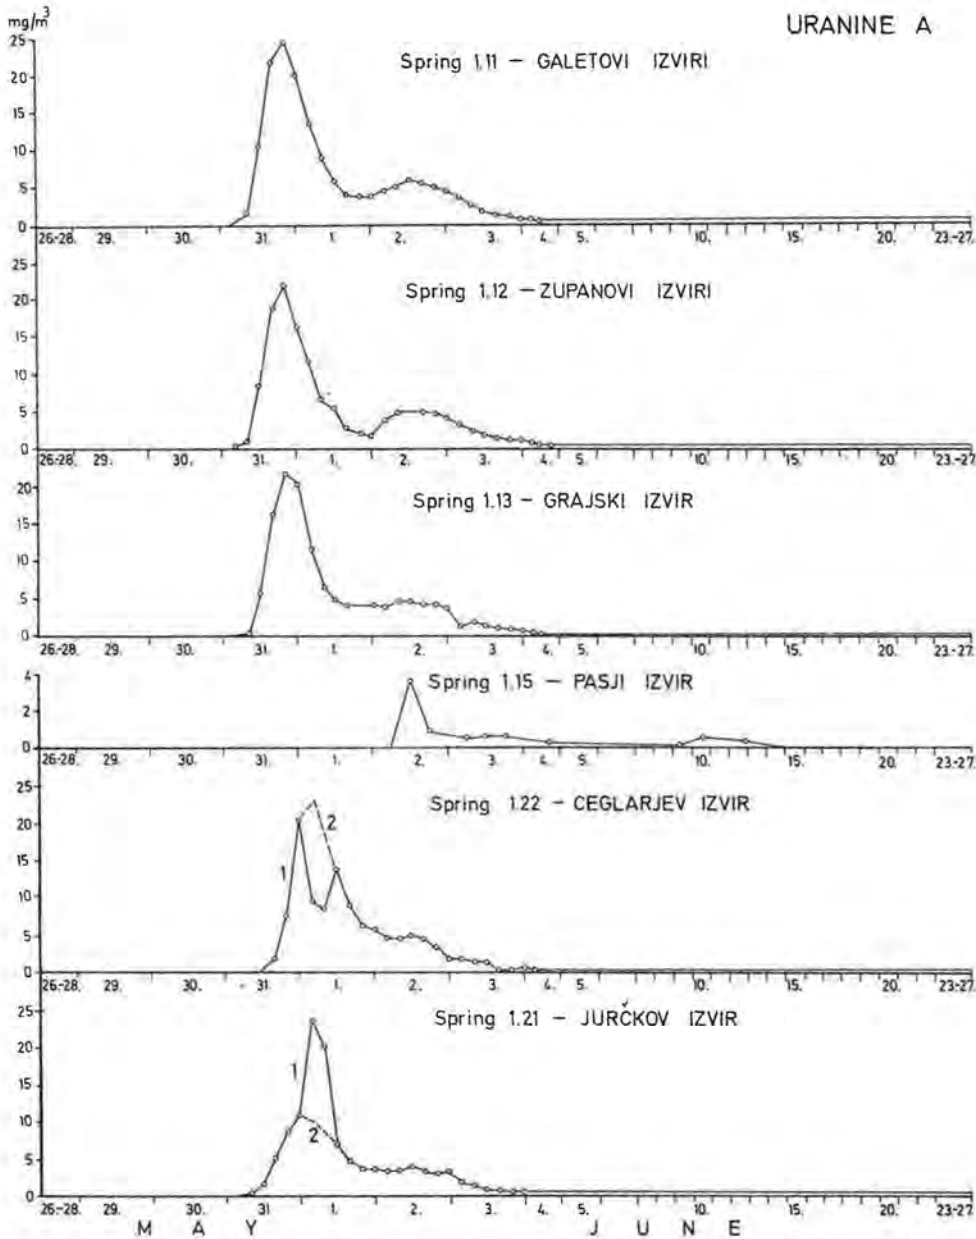 mg/m³
URANINE A
25
Spring 1.11 – GALETOVI IZVIRI
20
15
10
5
0
26.-28. 29. 30. 31. 1. 2. 3. 4. 5. 10. 15. 20. 23.-27.
25
Spring 1.12 – ZUPANOVI IZVIRI
20
15
10
5
0
26.-28. 29. 30. 31. 1. 2. 3. 4. 5. 10. 15. 20. 23.-27.
Spring 1.13 – GRAJSKI IZVIR
20
15
10
5
0
26.-28. 29. 30. 31. 1. 2. 3. 4. 5. 10. 15. 20. 23.-27.
4
Spring 1.15 – PASJI IZVIR
2
0
26.-28. 29. 30. 31. 1. 2. 3. 4. 5. 10. 15. 20. 23.-27.
25
Spring 1.22 – CEGLARJEV IZVIR
2
20
15
1
10
5
0
26.-28. 29. 30. 31. 1. 2. 3. 4. 5. 10. 15. 20. 23.-27.
25
Spring 1.21 – JURČKOV IZVIR
20
1
15
10
2
5
0
26.-28. 29. 30. 31. 1. 2. 3. 4. 5. 10. 15. 20. 23.-27.
MAY JUNE